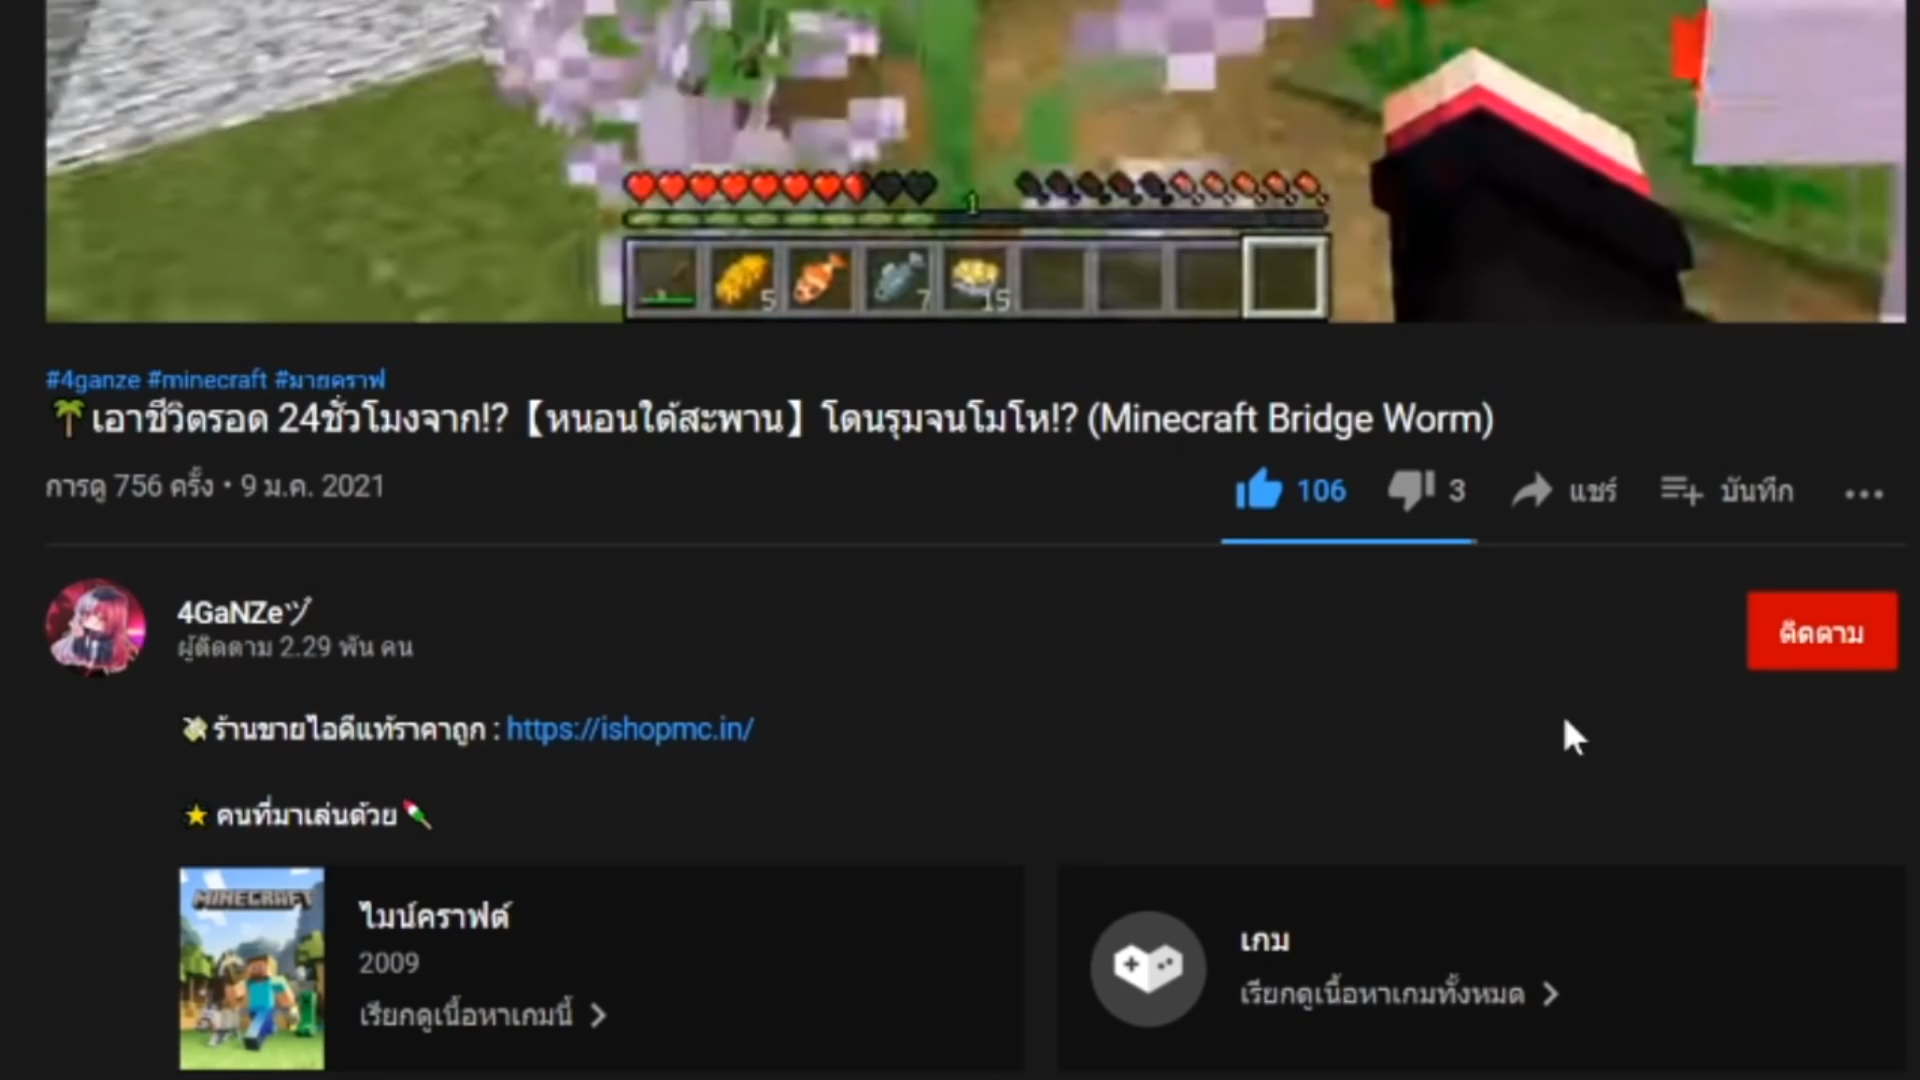 1
5
7
15
#4ganze #minecraft #มายคราฟ
🌴เอาชีวิตรอด 24ชั่วโมงจาก!?【หนอนใต้สะพาน】โดนรุมจนโมโห!? (Minecraft Bridge Worm)
การดู 756 ครั้ง • 9 ม.ค. 2021
106
3
แชร์
บันทึก
4GaNZeヅ
ผู้ติดตาม 2.29 พัน คน
ติดตาม
💸ร้านขายไอดีแท้ราคาถูก : https://ishopmc.in/
⭐ คนที่มาเล่นด้วย
MINECRAFT
ไมน์คราฟต์
2009
เรียกดูเนื้อหาเกมนี้
เกม
เรียกดูเนื้อหาเกมทั้งหมด